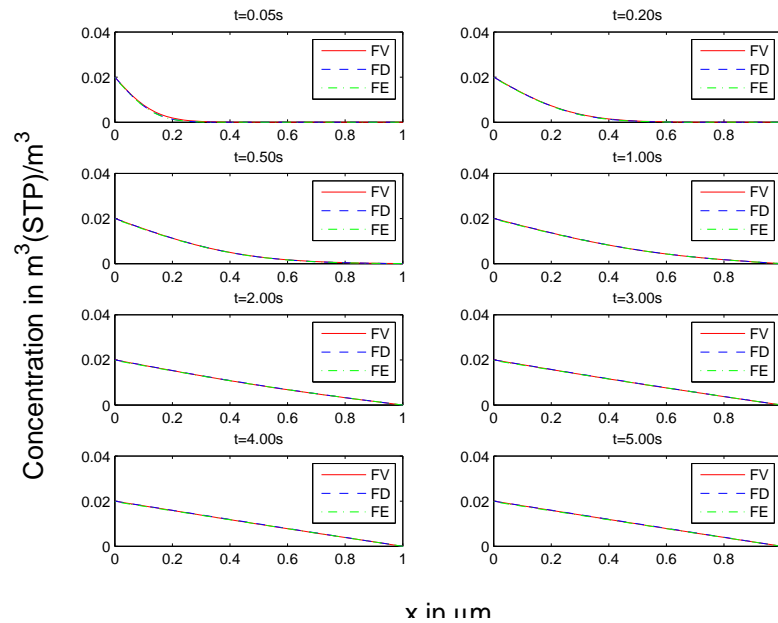 t=0.05s
0.04
0.02
0
0 0.2 0.4 0.6 0.8 1
FV
FD
FE
t=0.20s
0.04
0.02
0
0 0.2 0.4 0.6 0.8
FV
FD
FE
t=0.50s
0.04
0.02
0
0 0.2 0.4 0.6 0.8 1
FV
FD
FE
t=1.00s
0.04
0.02
0
0 0.2 0.4 0.6 0.8
FV
FD
FE
t=2.00s
0.04
0.02
0
0 0.2 0.4 0.6 0.8 1
FV
FD
FE
t=3.00s
0.04
0.02
0
0 0.2 0.4 0.6 0.8
FV
FD
FE
t=4.00s
0.04
0.02
0
0 0.2 0.4 0.6 0.8 1
FV
FD
FE
t=5.00s
0.04
0.02
0
0 0.2 0.4 0.6 0.8
FV
FD
FE
Concentration in m³(STP)/m³
x in µm